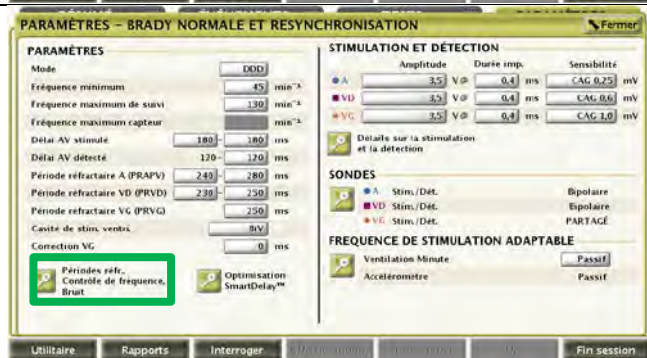 PARAMÈTRES – BRADY NORMALE ET RESYNCHRONISATION
Fermer
PARAMÈTRES
Mode DDD
Fréquence minimum 45 min⁻¹
Fréquence maximum de suivi 130 min⁻¹
Fréquence maximum capteur min⁻¹
Délai AV stimulé 180 - 180 ms
Délai AV détecté 120 - 120 ms
Période réfractaire A (PRAPV) 240 - 280 ms
Période réfractaire VD (PRVD) 230 - 250 ms
Période réfractaire VG (PRVG) 250 ms
Cavité de stim. ventri. BiV
Correction VG 0 ms
Périodes réfr.,
Contrôle de fréquence,
Bruit
Optimisation
SmartDelay™
STIMULATION ET DÉTECTION
Amplitude Durée imp. Sensibilité
A 3,5 V @ 0,4 ms CAG 0,25 mV
VD 3,5 V @ 0,4 ms CAG 0,6 mV
VG 3,5 V @ 0,4 ms CAG 1,0 mV
Détails sur la stimulation
et la détection
SONDES
A Stim./Dét. Bipolaire
VD Stim./Dét. Bipolaire
VG Stim./Dét. PARTAGÉ
FREQUENCE DE STIMULATION ADAPTABLE
Ventilation Minute Passif
Accéléromètre Passif
Utilitaire Rapports Interroger Fin session